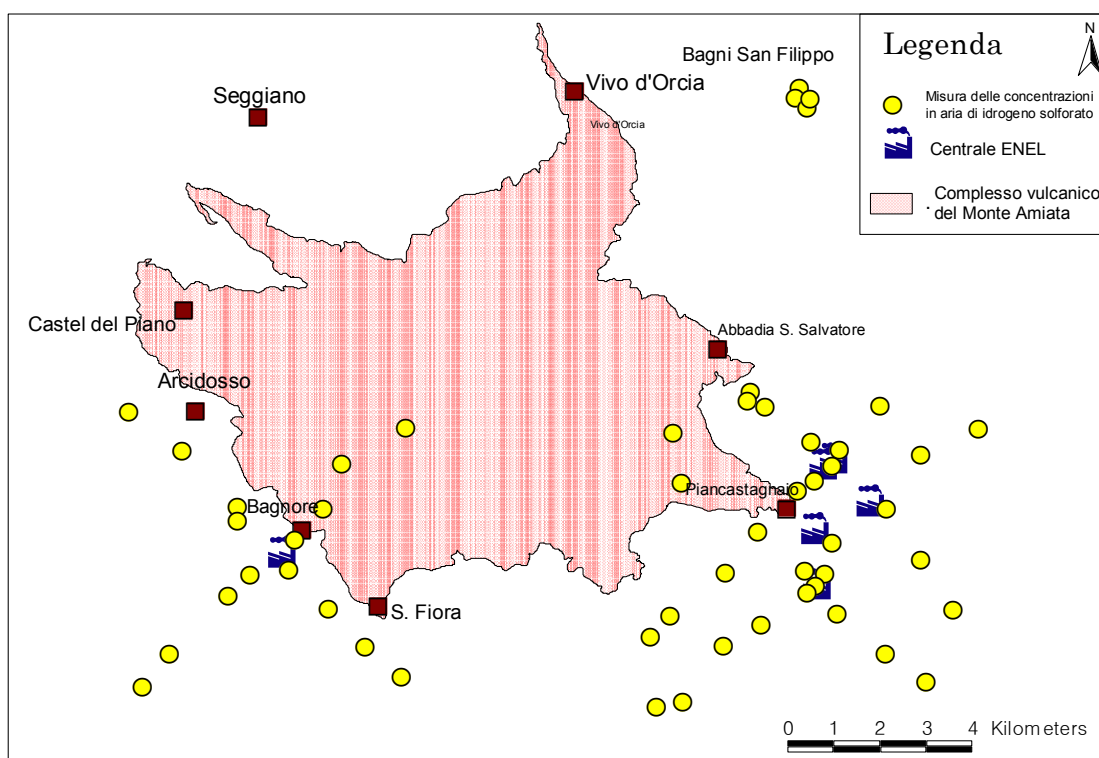 Legenda
N
Misura delle concentrazioni
in aria di idrogeno solforato
Centrale ENEL
Complesso vulcanico
del Monte Amiata
Bagni San Filippo
Vivo d'Orcia
Vivo d'Orcia
Seggiano
Castel del Piano
Abbadia S. Salvatore
Arcidosso
Piancastagnaio
Bagnore
S. Fiora
0 1 2 3 4 Kilometers